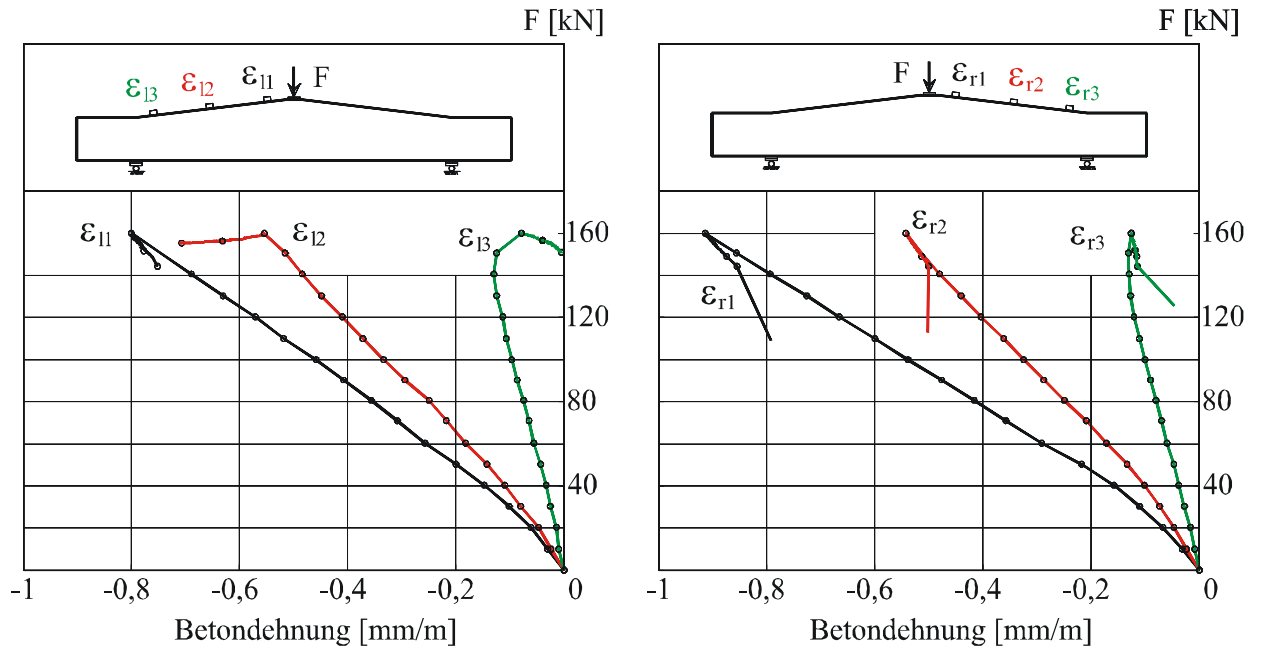 F [kN]
F [kN]
εl3 εl2 εl1 F
F εr1 εr2 εr3
εl1 εl2 εl3 160
120
80
40
-1 -0,8 -0,6 -0,4 -0,2 0
Betondehnung [mm/m]
εr2 εr3 160
εr1
120
80
40
-1 -0,8 -0,6 -0,4 -0,2 0
Betondehnung [mm/m]